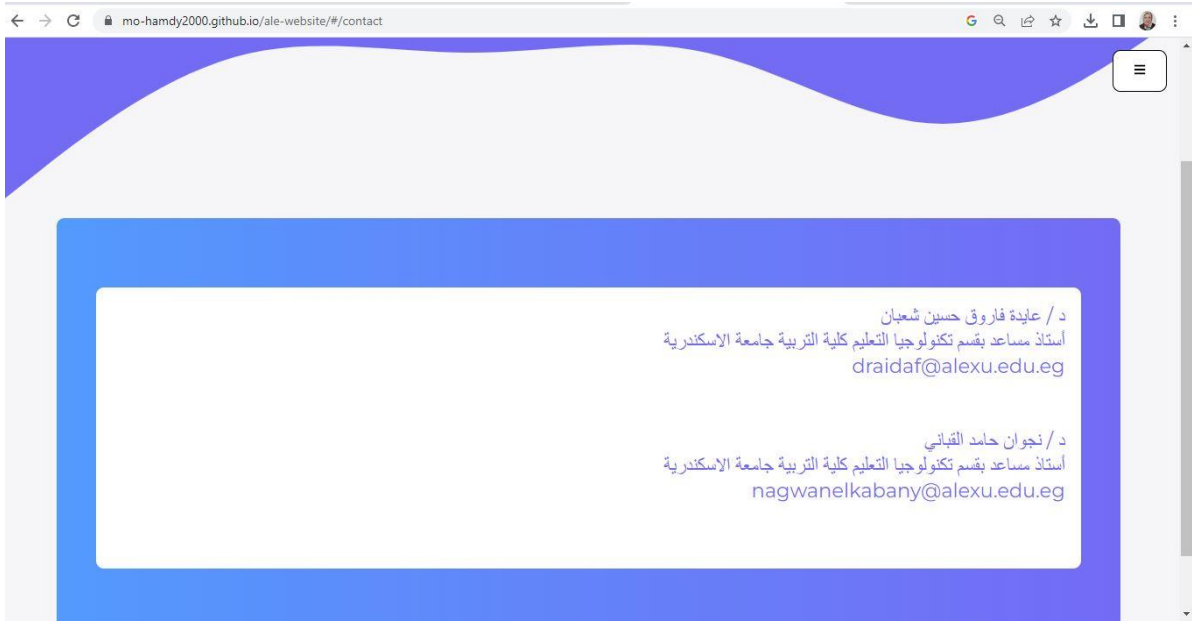 mo-hamdy2000.github.io/ale-website/#/contact
د / عايدة فاروق حسين شعبان
أستاذ مساعد بقسم تكنولوجيا التعليم كلية التربية جامعة الاسكندرية
draidaf@alexu.edu.eg
د / نجوان حامد القباني
أستاذ مساعد بقسم تكنولوجيا التعليم كلية التربية جامعة الاسكندرية
nagwanelkabany@alexu.edu.eg